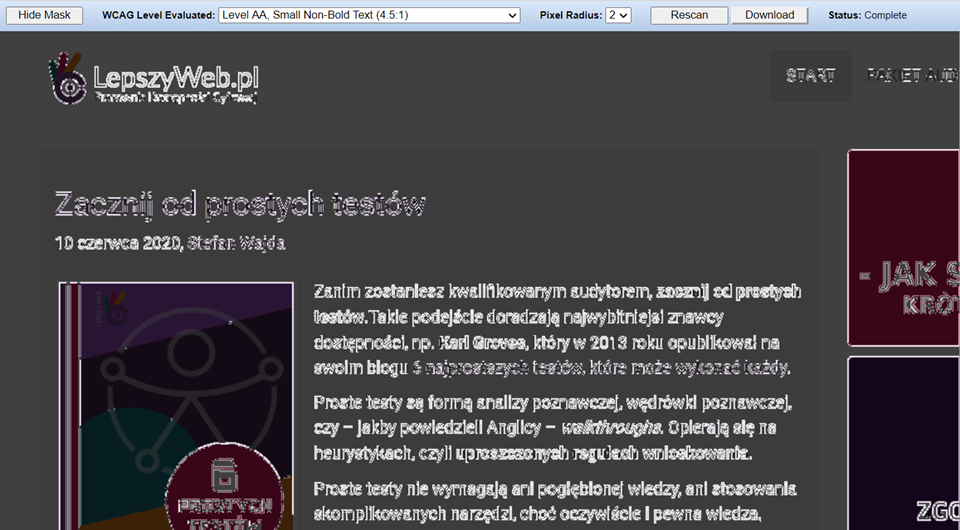 Hide Mask WCAG Level Evaluated: Level AA, Small Non-Bold Text (4.5:1) Pixel Radius: 2 Rescan Download Status: Complete
LepszyWeb.pl
START PAKIET AUD
Zacznij od prostych testów
10 czerwca 2020, Stefan Wajda
Zanim zostaniesz kwalifikowanym audytorem, zacznij od prostych
testów. Takie podejście doradzają najwybitniejsi znawcy
dostępności, np. Karl Groves, który w 2013 roku opublikował na
swoim blogu 6 najprostszych testów, które może wykonać każdy.
Proste testy są formą analizy poznawczej, wędrówki poznawczej,
czy – jakby powiedzieli Anglicy – walkthroughs. Opierają się na
heurystykach, czyli uproszczonych regułach wnioskowania.
Proste testy nie wymagają ani pogłębionej wiedzy, ani stosowania
skomplikowanych narzędzi, choć oczywiście i pewna wiedza,
6
PROSTYCH
TESTÓW
- JAK S
KRÓT
ZGO